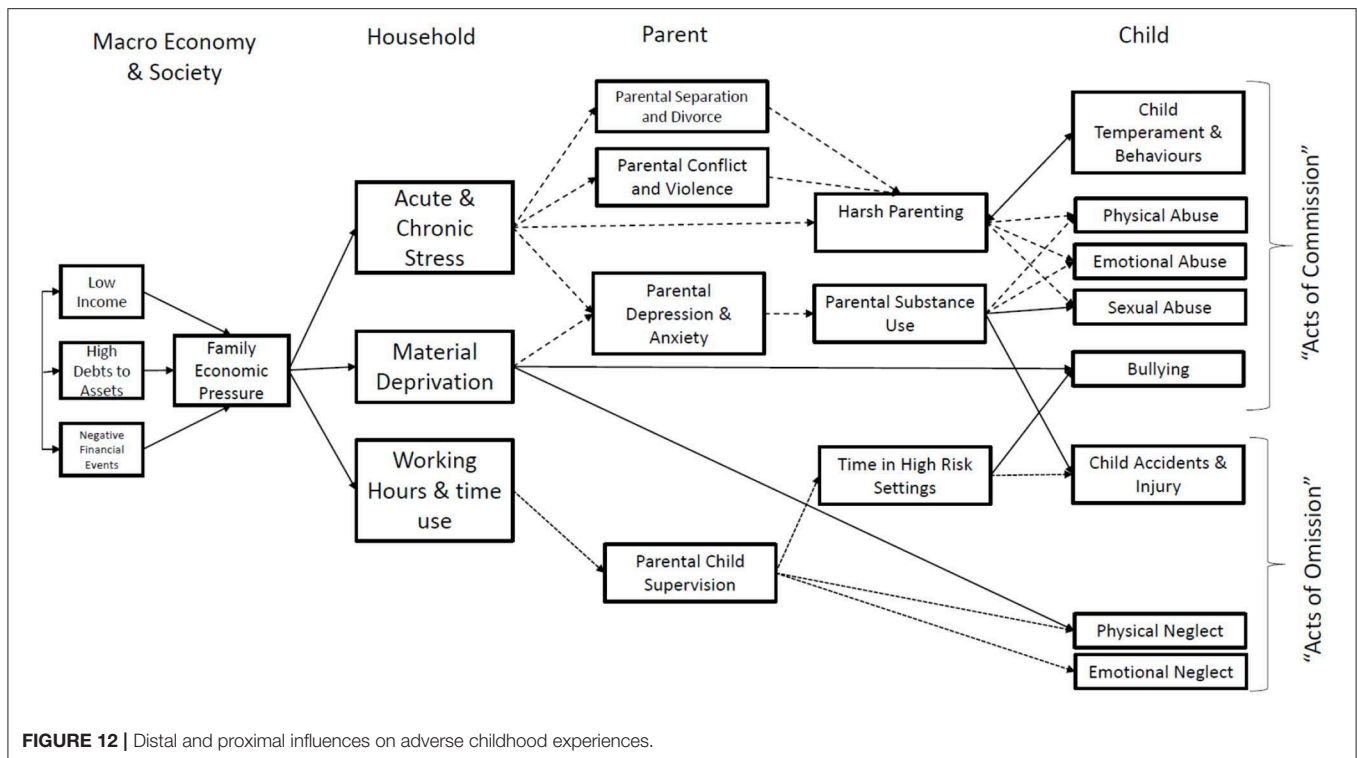 Macro Economy
& Society
Household
Parent
Child
Low
Income
High
Debts to
Assets
Negative
Financial
Events
Family
Economic
Pressure
Acute &
Chronic
Stress
Material
Deprivation
Working
Hours & time
use
Parental Separation
and Divorce
Parental Conflict
and Violence
Parental
Depression &
Anxiety
Parental Child
Supervision
Harsh Parenting
Parental Substance
Use
Time in High Risk
Settings
Child
Temperament &
Behaviours
Physical Abuse
Emotional Abuse
Sexual Abuse
Bullying
Child Accidents &
Injury
Physical Neglect
Emotional Neglect
"Acts of Commission"
"Acts of Omission"
FIGURE 12 | Distal and proximal influences on adverse childhood experiences.